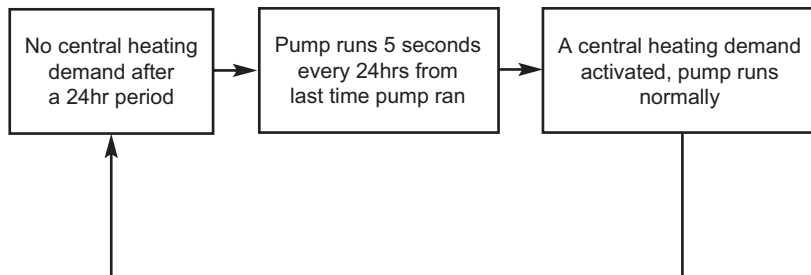 No central heating
demand after
a 24hr period
Pump runs 5 seconds
every 24hrs from
last time pump ran
A central heating demand
activated, pump runs
normally